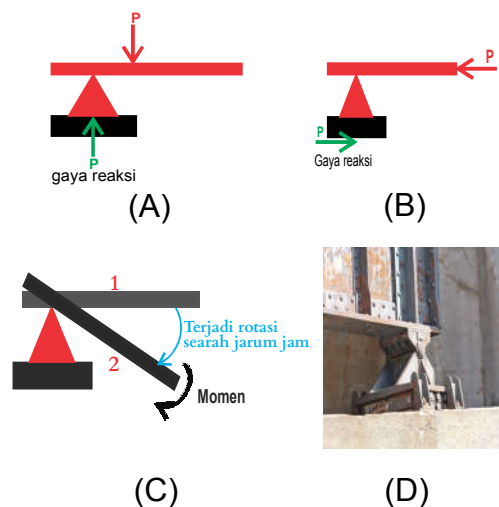 P
P
gaya reaksi
(A)
P
P
Gaya reaksi
(B)
1
Terjadi rotasi
searah jarum jam
2
Momen
(C)
(D)